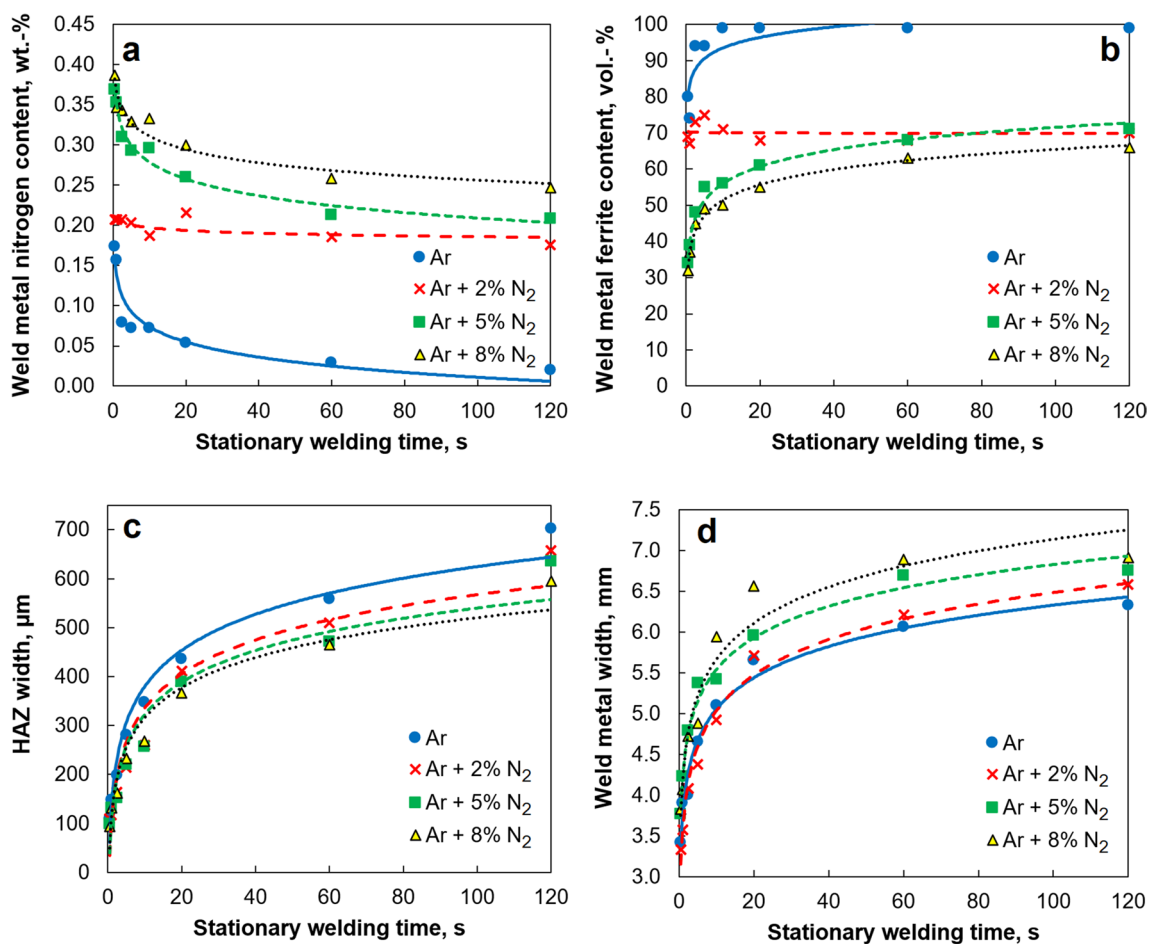 a
Weld metal nitrogen content, wt.-%
0.45
0.40
0.35
0.30
0.25
0.20
0.15
0.10
0.05
0.00
Ar
Ar + 2% N2
Ar + 5% N2
Ar + 8% N2
0 20 40 60 80 100 120
Stationary welding time, s
b
Weld metal ferrite content, vol.-%
100
90
80
70
60
50
40
30
20
10
0
Ar
Ar + 2% N2
Ar + 5% N2
Ar + 8% N2
0 20 40 60 80 100 120
Stationary welding time, s
c
HAZ width, μm
700
600
500
400
300
200
100
0
Ar
Ar + 2% N2
Ar + 5% N2
Ar + 8% N2
0 20 40 60 80 100 120
Stationary welding time, s
d
Weld metal width, mm
7.5
7.0
6.5
6.0
5.5
5.0
4.5
4.0
3.5
3.0
Ar
Ar + 2% N2
Ar + 5% N2
Ar + 8% N2
0 20 40 60 80 100 120
Stationary welding time, s